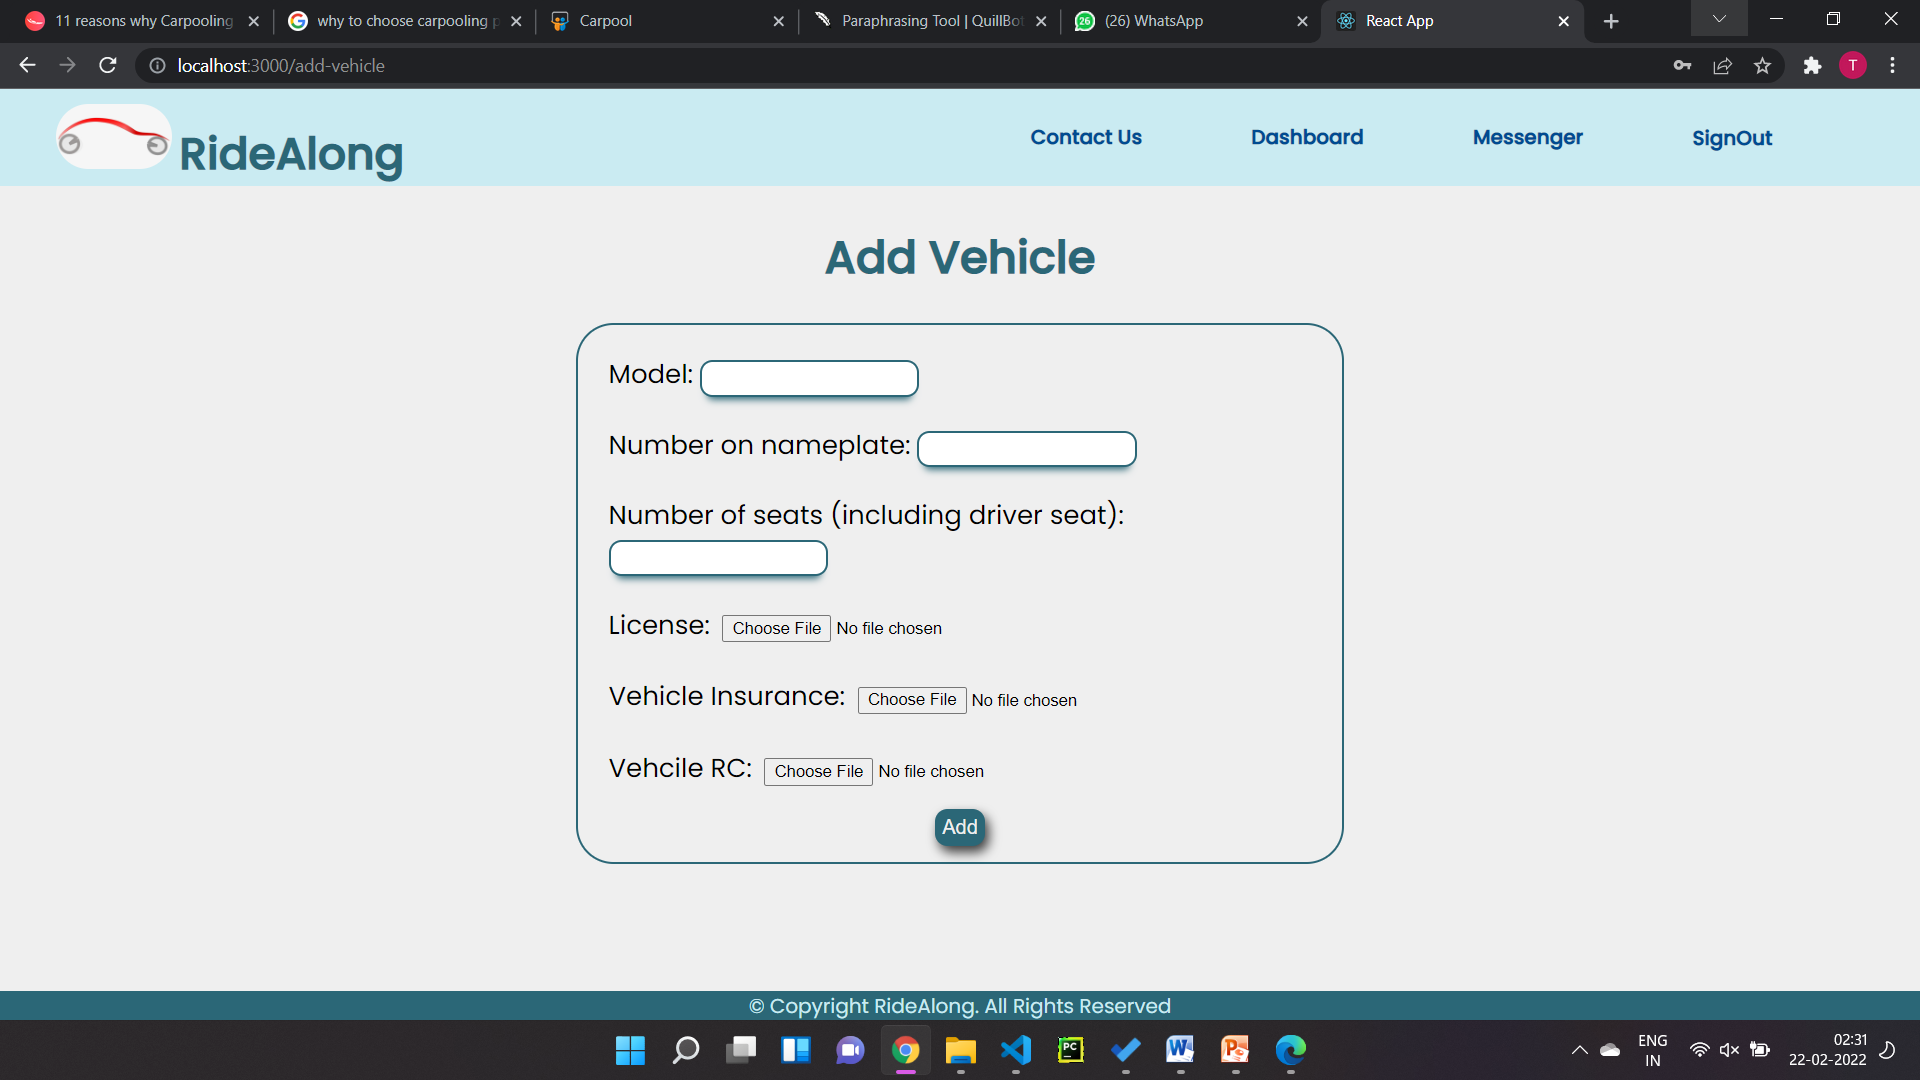 11 reasons why Carpooling
why to choose carpooling p
Carpool
Paraphrasing Tool | QuillBot
(26) WhatsApp
React App
localhost:3000/add-vehicle
T
RideAlong
Contact Us
Dashboard
Messenger
SignOut
Add Vehicle
Model:
Number on nameplate:
Number of seats (including driver seat):
License: Choose File No file chosen
Vehicle Insurance: Choose File No file chosen
Vehcile RC: Choose File No file chosen
Add
© Copyright RideAlong. All Rights Reserved
ENG
IN
02:31
22-02-2022